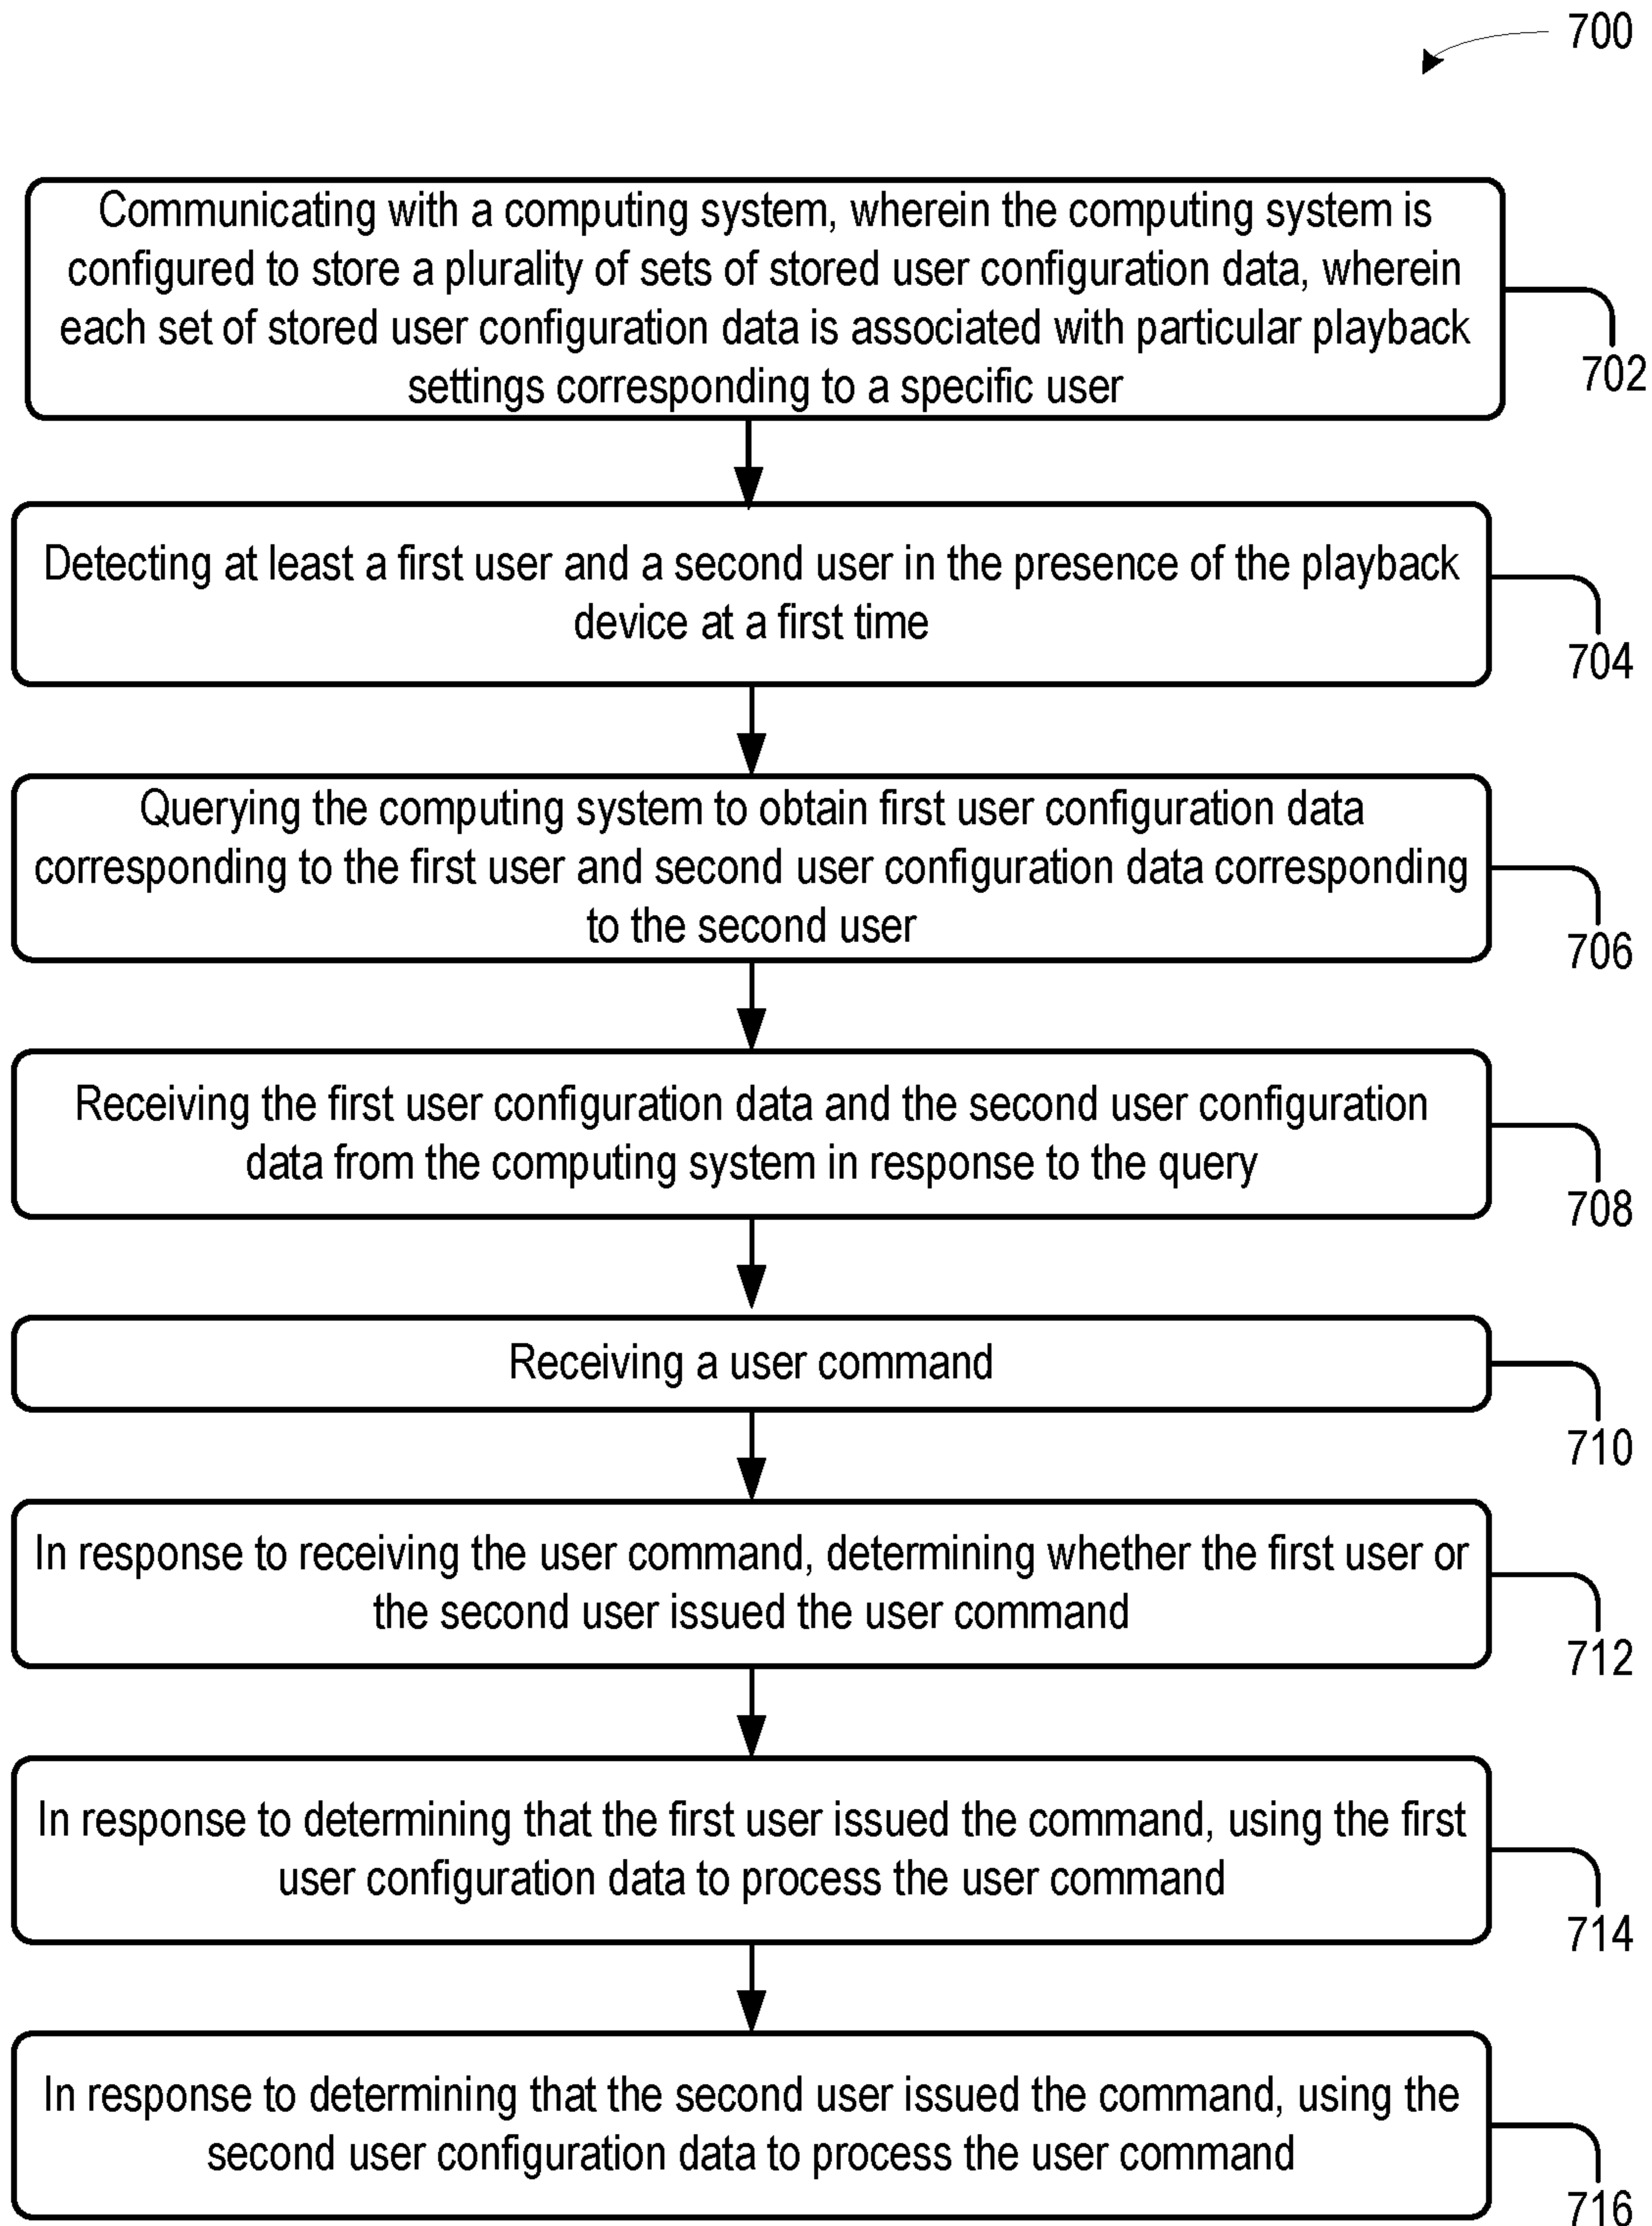 700
Communicating with a computing system, wherein the computing system is
configured to store a plurality of sets of stored user configuration data, wherein
each set of stored user configuration data is associated with particular playback
settings corresponding to a specific user
702
Detecting at least a first user and a second user in the presence of the playback
device at a first time
704
Querying the computing system to obtain first user configuration data
corresponding to the first user and second user configuration data corresponding
to the second user
706
Receiving the first user configuration data and the second user configuration
data from the computing system in response to the query
708
Receiving a user command
710
In response to receiving the user command, determining whether the first user or
the second user issued the user command
712
In response to determining that the first user issued the command, using the first
user configuration data to process the user command
714
In response to determining that the second user issued the command, using the
second user configuration data to process the user command
716